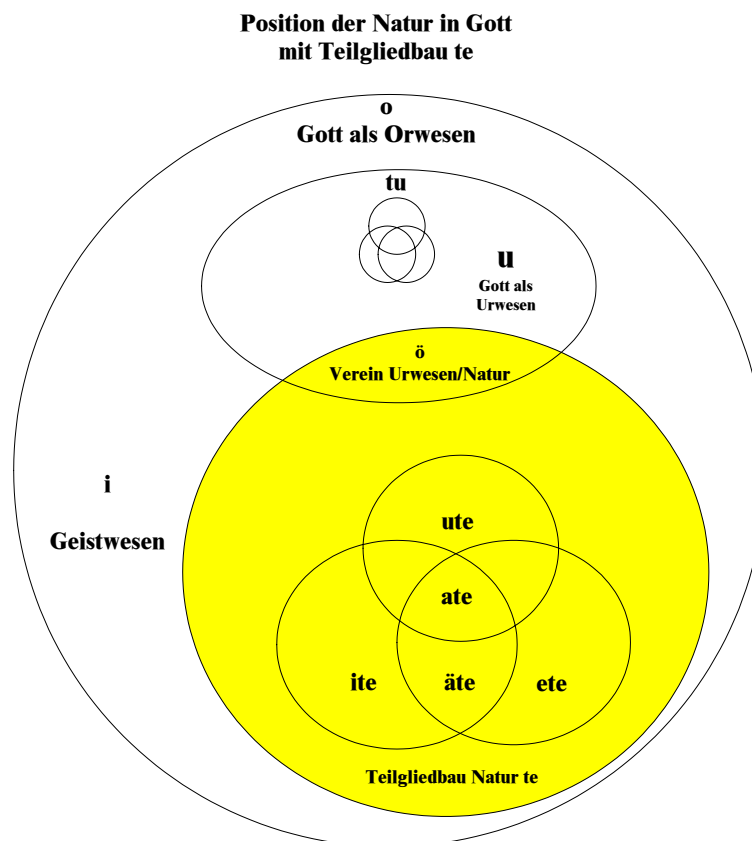 Position der Natur in Gott
mit Teilgliedbau te
o
Gott als Orwesen
tu
u
Gott als
Urwesen
ö
Verein Urwesen/Natur
i
Geistwesen
ute
ate
ite
äte
ete
Teilgliedbau Natur te